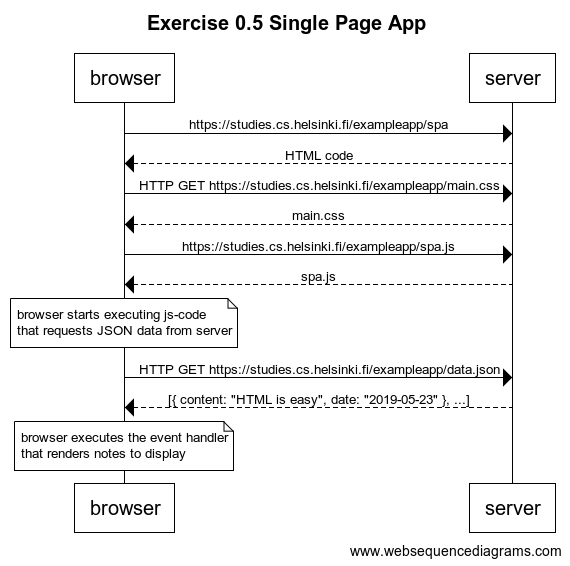 Exercise 0.5 Single Page App
browser
server
https://studies.cs.helsinki.fi/exampleapp/spa
HTML code
HTTP GET https://studies.cs.helsinki.fi/exampleapp/main.css
main.css
https://studies.cs.helsinki.fi/exampleapp/spa.js
spa.js
browser starts executing js-code
that requests JSON data from server
HTTP GET https://studies.cs.helsinki.fi/exampleapp/data.json
[{ content: "HTML is easy", date: "2019-05-23" }, ...]
browser executes the event handler
that renders notes to display
browser
server
www.websequencediagrams.com